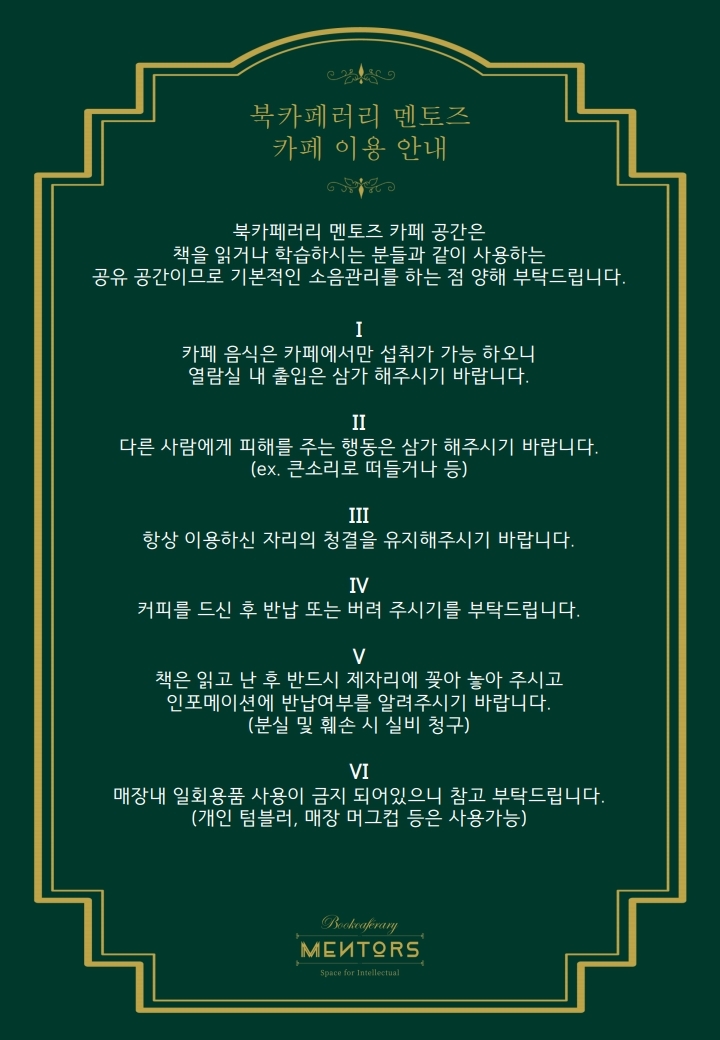 북카페러리 멘토즈
카페 이용 안내
북카페러리 멘토즈 카페 공간은
책을 읽거나 학습하시는 분들과 같이 사용하는
공유 공간이므로 기본적인 소음관리를 하는 점 양해 부탁드립니다.
I
카페 음식은 카페에서만 섭취가 가능 하오니
열람실 내 출입은 삼가 해주시기 바랍니다.
II
다른 사람에게 피해를 주는 행동은 삼가 해주시기 바랍니다.
(ex. 큰소리로 떠들거나 등)
III
항상 이용하신 자리의 청결을 유지해주시기 바랍니다.
IV
커피를 드신 후 반납 또는 버려 주시기를 부탁드립니다.
V
책은 읽고 난 후 반드시 제자리에 꽂아 놓아 주시고
인포메이션에 반납여부를 알려주시기 바랍니다.
(분실 및 훼손 시 실비 청구)
VI
매장내 일회용품 사용이 금지 되어있으니 참고 부탁드립니다.
(개인 텀블러, 매장 머그컵 등은 사용가능)
Bookcaferary
MENTORS
Space for Intellectual